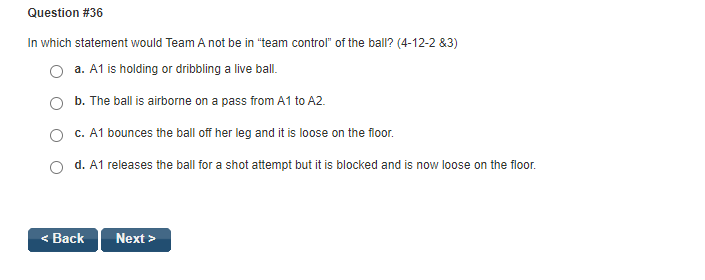 Question #36
In which statement would Team A not be in “team control” of the ball? (4-12-2 &3)
a. A1 is holding or dribbling a live ball.
b. The ball is airborne on a pass from A1 to A2.
c. A1 bounces the ball off her leg and it is loose on the floor.
d. A1 releases the ball for a shot attempt but it is blocked and is now loose on the floor.
< Back Next >